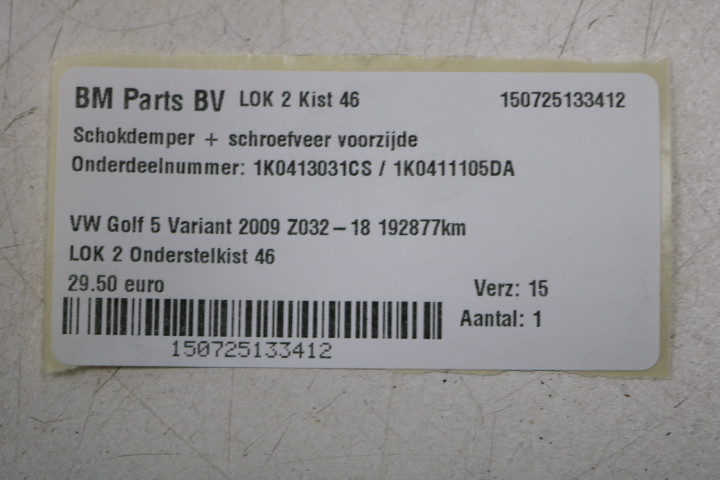 BM Parts BV LOK 2 Kist 46 150725133412
Schokdemper + schroefveer voorzijde
Onderdeelnummer: 1K0413031CS / 1K0411105DA
VW Golf 5 Variant 2009 Z032-18 192877km
LOK 2 Onderstelkist 46
29.50 euro Verz: 15
Aantal: 1
150725133412